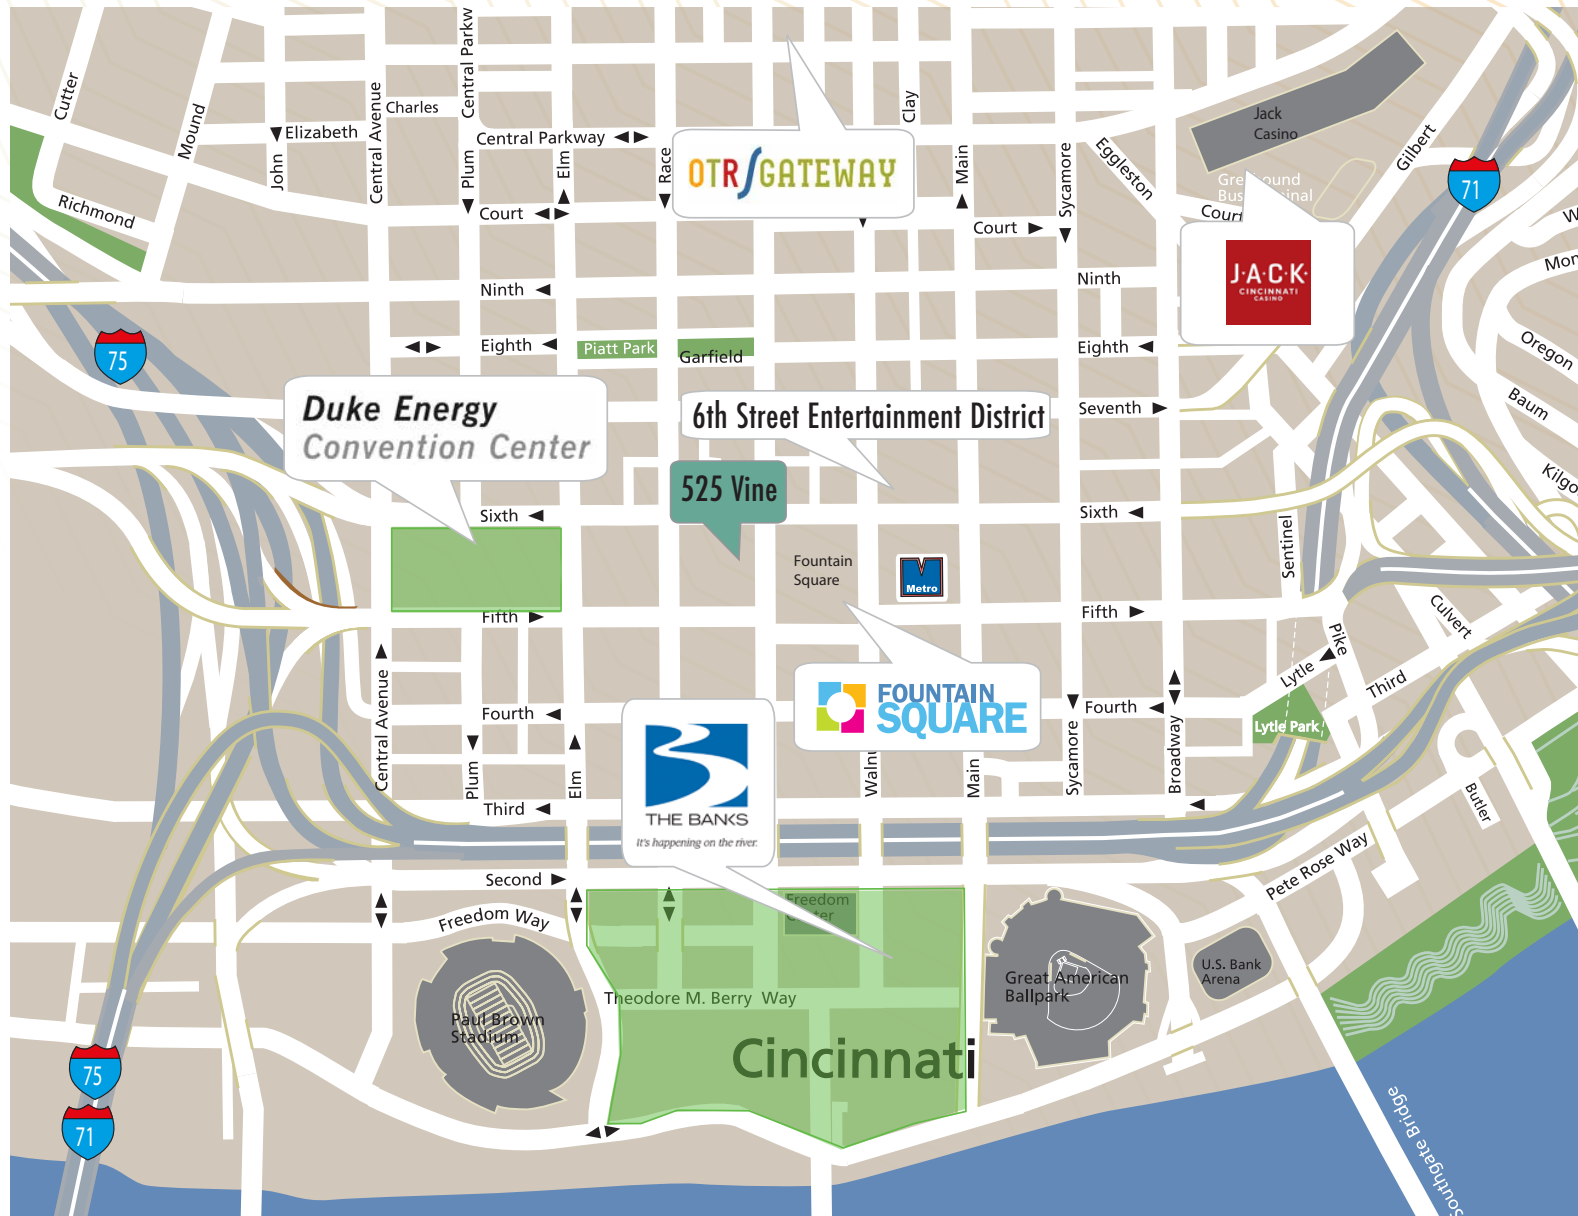 Cutter
Mound
Elizabeth
John
Central Avenue
Charles
Plum
Central Parkw
Central Parkway
Elm
Race
Clay
Main
Sycamore
Eggleston
Jack
Casino
Gilbert
71
Richmond
Court
OTR GATEWAY
Court
Court
J·A·C·K·
CINCINNATI
CASINO
Ninth
Ninth
75
Eighth
Piatt Park
Garfield
Eighth
Oregon
Baum
Duke Energy
Convention Center
6th Street Entertainment District
Seventh
525 Vine
Sixth
Sixth
Sentinel
Fountain
Square
Metro
Fifth
Fifth
Culvert
Pike
Lytle
Third
Central Avenue
Fourth
FOUNTAIN
SQUARE
Fourth
Lytle Park
Plum
Elm
Main
Sycamore
Broadway
Butler
Third
THE BANKS
It's happening on the river.
Second
Pete Rose Way
Freedom Way
Freedom
U.S. Bank
Arena
Great American
Ballpark
Theodore M. Berry Way
Paul Brown
Stadium
Cincinnati
75
71
Southgate Bridge